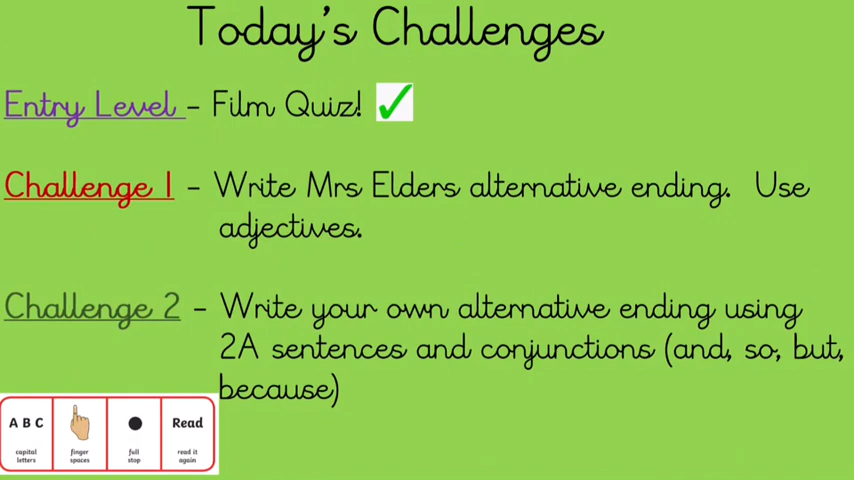 Today's Challenges
Entry Level - Film Quiz!
Challenge 1 - Write Mrs Elders alternative ending. Use
adjectives.
Challenge 2 - Write your own alternative ending using
2A sentences and conjunctions (and, so, but,
because)
A B C
capital
letters
finger
spaces
full
stop
Read
read it
again